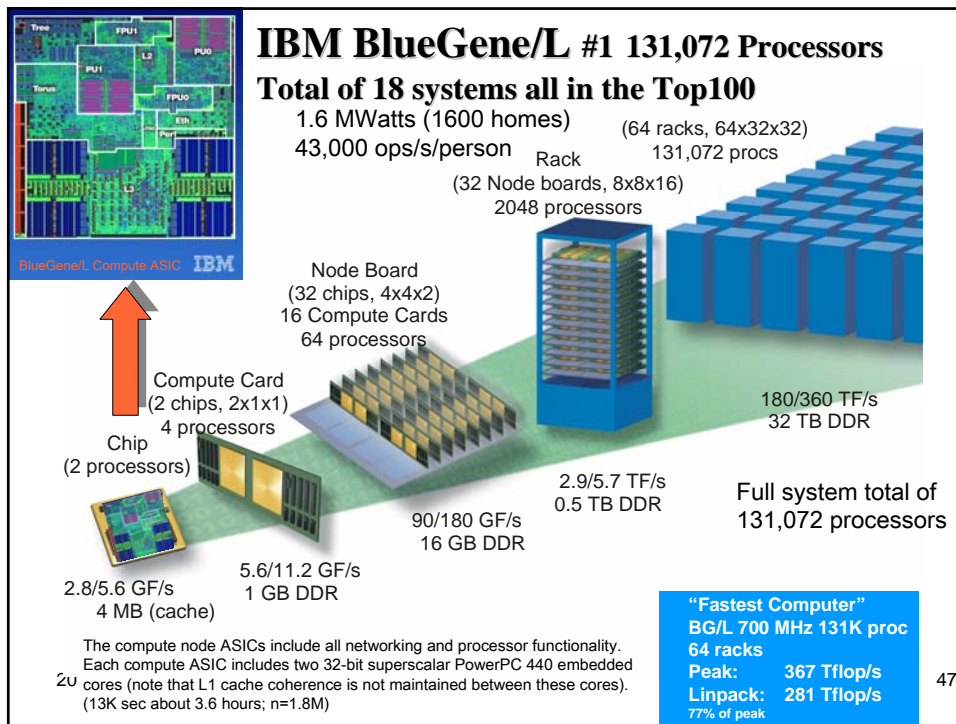 IBM BlueGene/L #1 131,072 Processors
Total of 18 systems all in the Top100
1.6 MWatts (1600 homes)
43,000 ops/s/person
(64 racks, 64x32x32)
131,072 procs
Rack
(32 Node boards, 8x8x16)
2048 processors
Tree
FPU1
PU0
L2
PU1
Torus
FPU0
Eth
Per
L3
BlueGene/L Compute ASIC IBM
Node Board
(32 chips, 4x4x2)
16 Compute Cards
64 processors
Compute Card
(2 chips, 2x1x1)
4 processors
Chip
(2 processors)
180/360 TF/s
32 TB DDR
2.9/5.7 TF/s
0.5 TB DDR
Full system total of
131,072 processors
90/180 GF/s
16 GB DDR
5.6/11.2 GF/s
1 GB DDR
2.8/5.6 GF/s
4 MB (cache)
The compute node ASICs include all networking and processor functionality.
Each compute ASIC includes two 32-bit superscalar PowerPC 440 embedded
cores (note that L1 cache coherence is not maintained between these cores).
(13K sec about 3.6 hours; n=1.8M)
"Fastest Computer"
BG/L 700 MHz 131K proc
64 racks
Peak: 367 Tflop/s
Linpack: 281 Tflop/s
77% of peak
47